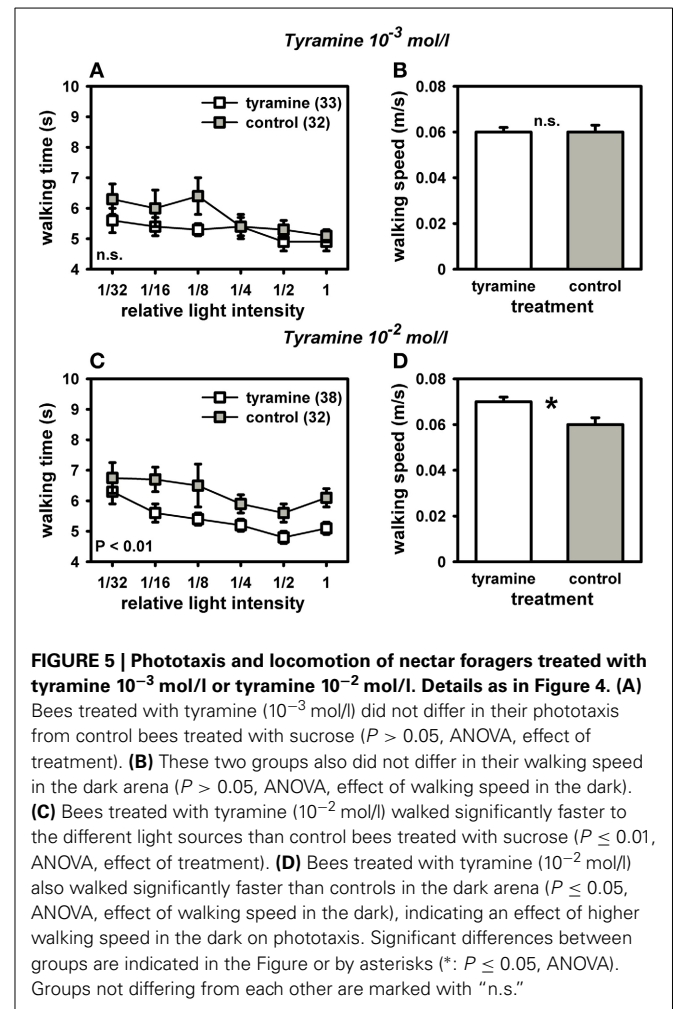 Tyramine 10⁻³ mol/l
A
walking time (s)
10
9
8
7
6
5
4
tyramine (33)
control (32)
n.s.
1/32 1/16 1/8 1/4 1/2 1
relative light intensity
B
walking speed (m/s)
0.08
0.06
0.04
0.02
0
n.s.
tyramine control
treatment
Tyramine 10⁻² mol/l
C
walking time (s)
10
9
8
7
6
5
4
tyramine (38)
control (32)
P < 0.01
1/32 1/16 1/8 1/4 1/2 1
relative light intensity
D
walking speed (m/s)
0.08
0.06
0.04
0.02
0
*
tyramine control
treatment
FIGURE 5 | Phototaxis and locomotion of nectar foragers treated with
tyramine 10⁻³ mol/l or tyramine 10⁻² mol/l. Details as in Figure 4. (A)
Bees treated with tyramine (10⁻³ mol/l) did not differ in their phototaxis
from control bees treated with sucrose (P > 0.05, ANOVA, effect of
treatment). (B) These two groups also did not differ in their walking speed
in the dark arena (P > 0.05, ANOVA, effect of walking speed in the dark).
(C) Bees treated with tyramine (10⁻² mol/l) walked significantly faster to
the different light sources than control bees treated with sucrose (P ≤ 0.01,
ANOVA, effect of treatment). (D) Bees treated with tyramine (10⁻² mol/l)
also walked significantly faster than controls in the dark arena (P ≤ 0.05,
ANOVA, effect of walking speed in the dark), indicating an effect of higher
walking speed in the dark on phototaxis. Significant differences between
groups are indicated in the Figure or by asterisks (*: P ≤ 0.05, ANOVA).
Groups not differing from each other are marked with “n.s.”